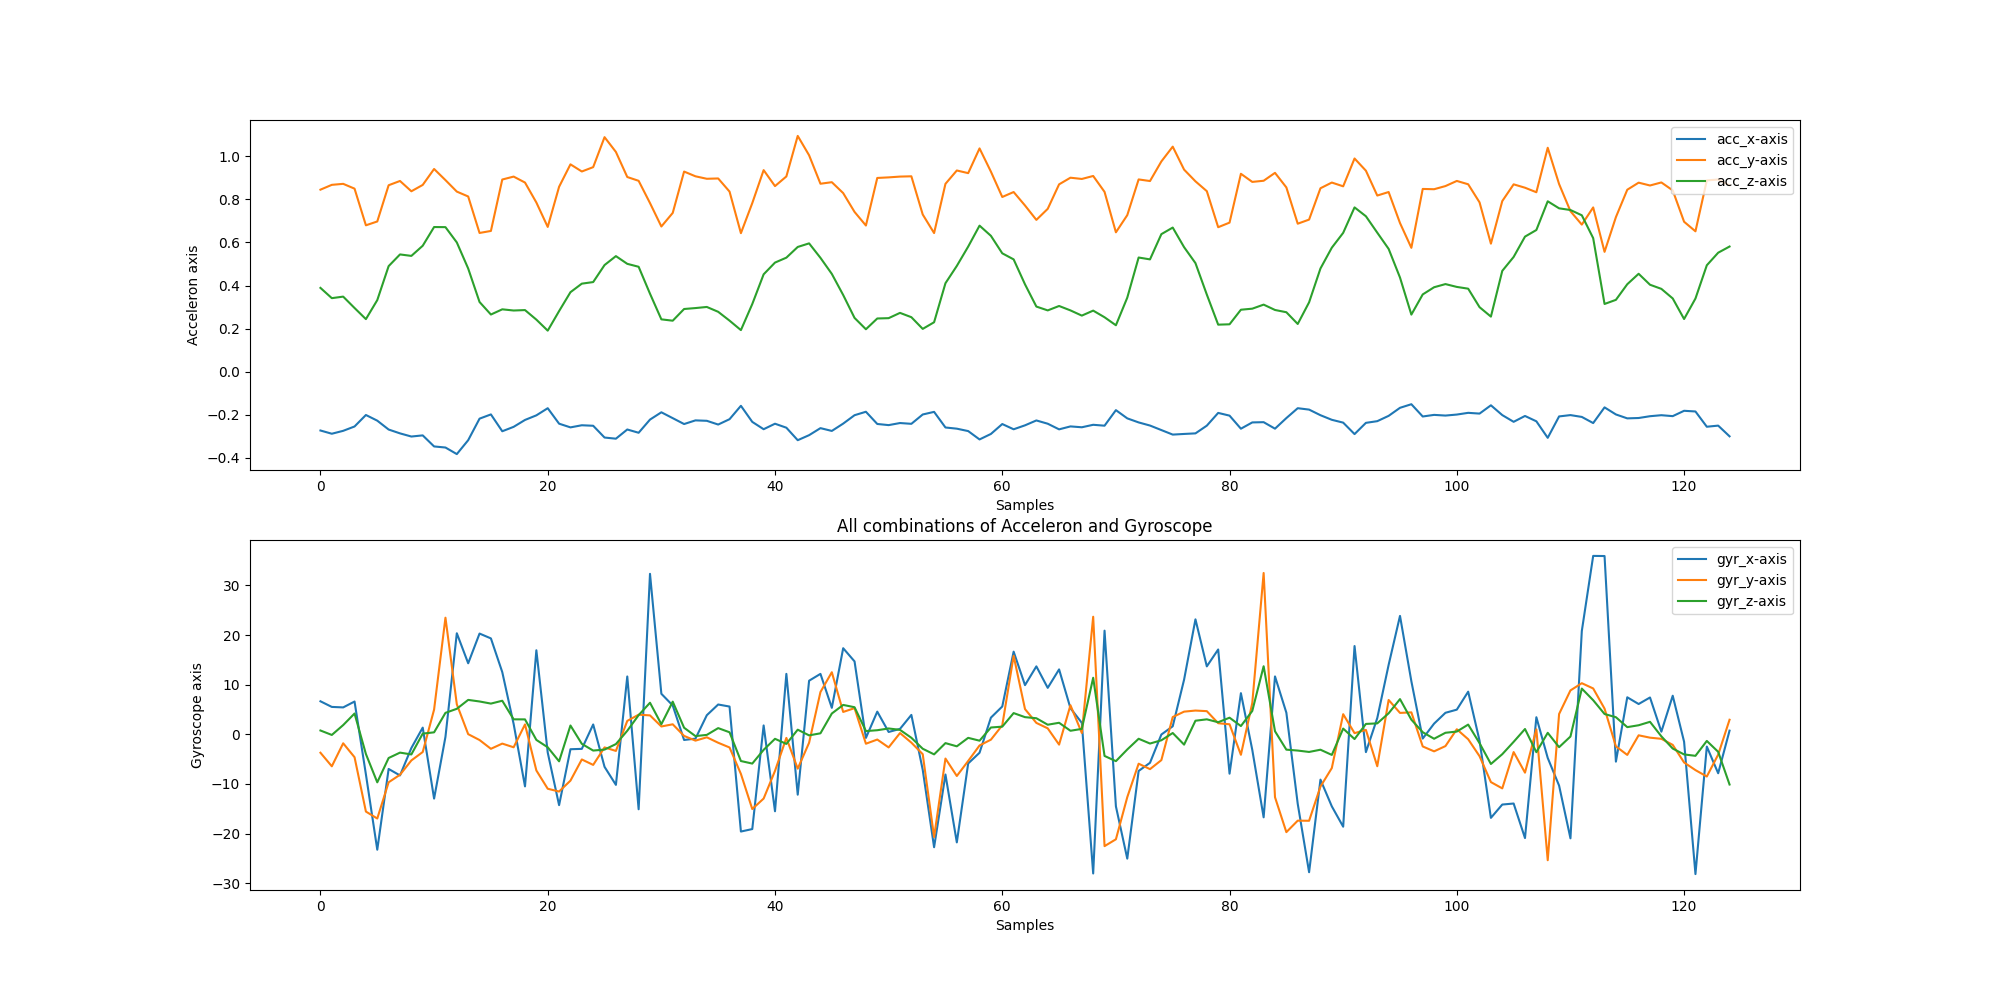 1.0
0.8
0.6
0.4
0.2
0.0
−0.2
−0.4
Acceleron axis
acc_x-axis
acc_y-axis
acc_z-axis
0 20 40 60 80 100 120
Samples
All combinations of Acceleron and Gyroscope
30
20
10
0
−10
−20
−30
Gyroscope axis
gyr_x-axis
gyr_y-axis
gyr_z-axis
0 20 40 60 80 100 120
Samples